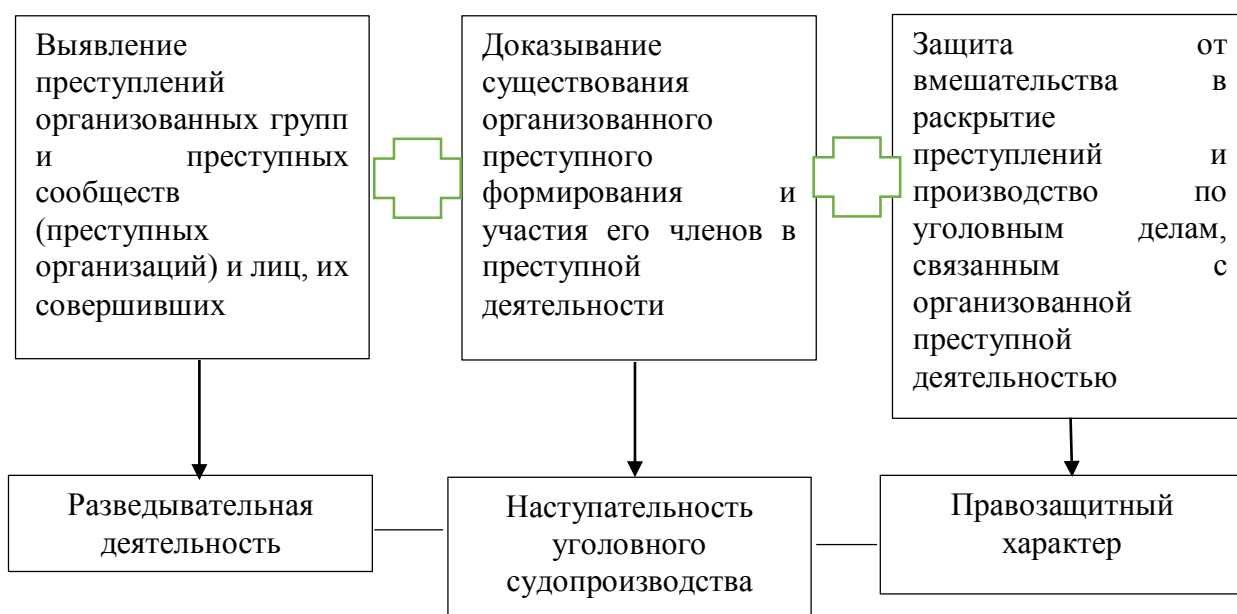 Выявление
преступлений
организованных групп
и преступных
сообществ
(преступных
организаций) и лиц, их
совершивших
Доказывание
существования
организованного
преступного
формирования и
участия его членов в
преступной
деятельности
Защита от
вмешательства в
раскрытие
преступлений и
производство по
уголовным делам,
связанным с
организованной
преступной
деятельностью
Разведывательная
деятельность
Наступательность
уголовного
судопроизводства
Правозащитный
характер